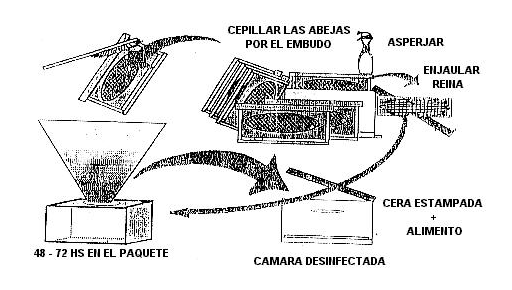 CEPILLAR LAS ABEJAS
POR EL EMBUDO
ASPERJAR
ENJAULAR
REINA
CERA ESTAMPADA
+
ALIMENTO
48 - 72 HS EN EL PAQUETE
CAMARA DESINFECTADA